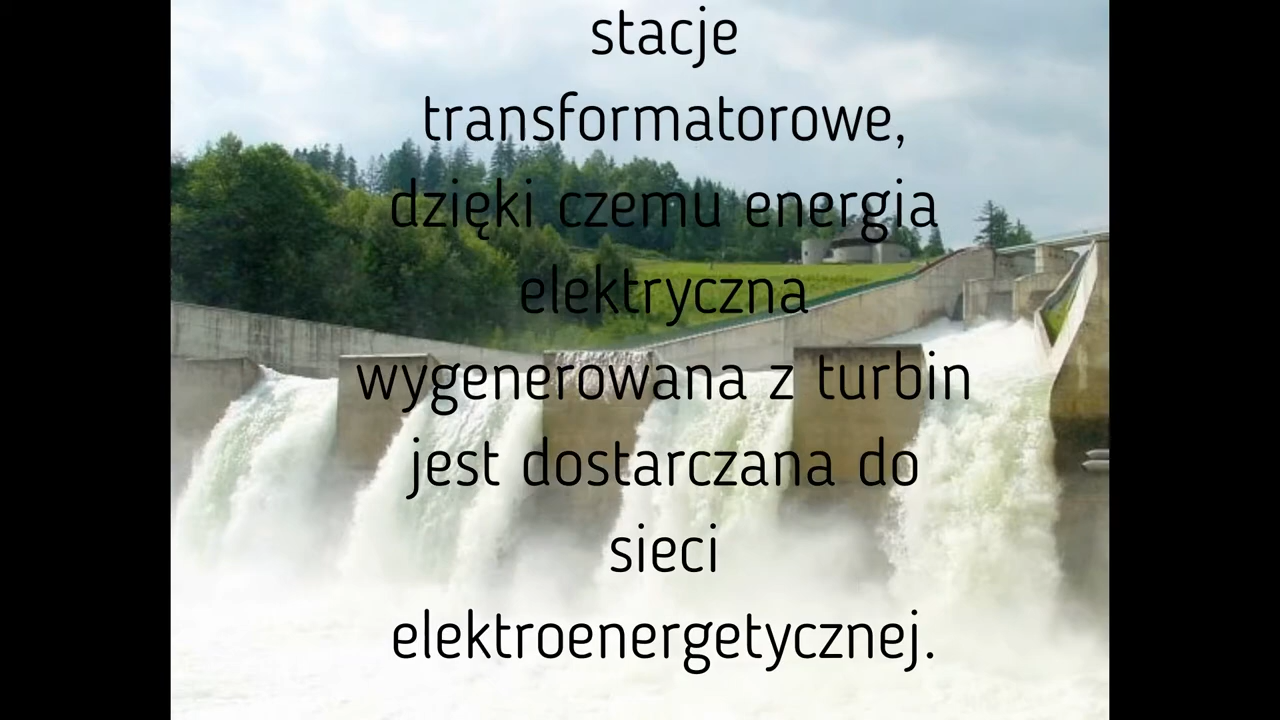 stacje
transformatorowe,
dzięki czemu energia
elektryczna
wygenerowana z turbin
jest dostarczana do
sieci
elektroenergetycznej.